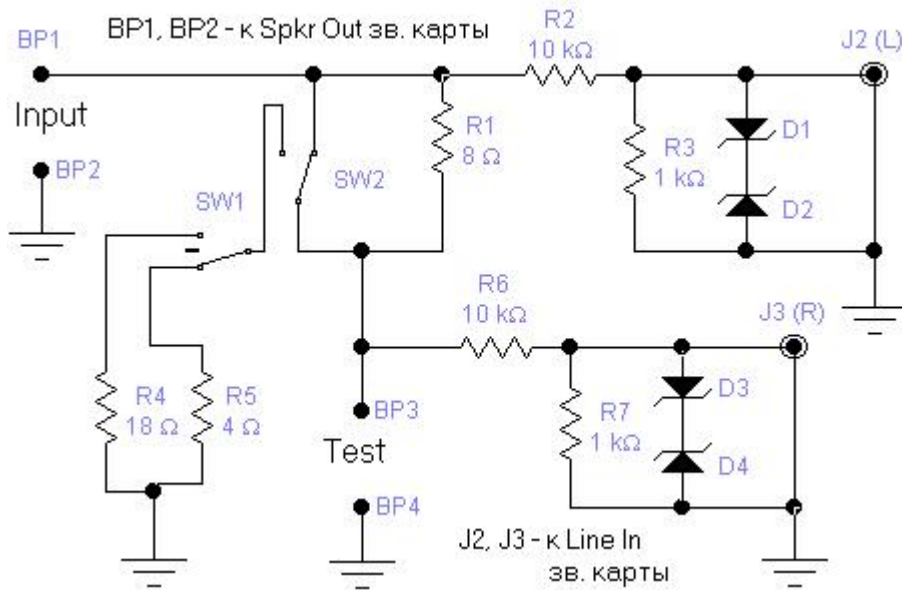 BP1, BP2 - к Spkr Out зв. карты
BP1
Input
BP2
R2
10 kΩ
J2 (L)
R1
8 Ω
R3
1 kΩ
D1
D2
SW1
SW2
R6
10 kΩ
J3 (R)
R4
18 Ω
R5
4 Ω
BP3
Test
BP4
R7
1 kΩ
D3
D4
J2, J3 - к Line In
зв. карты